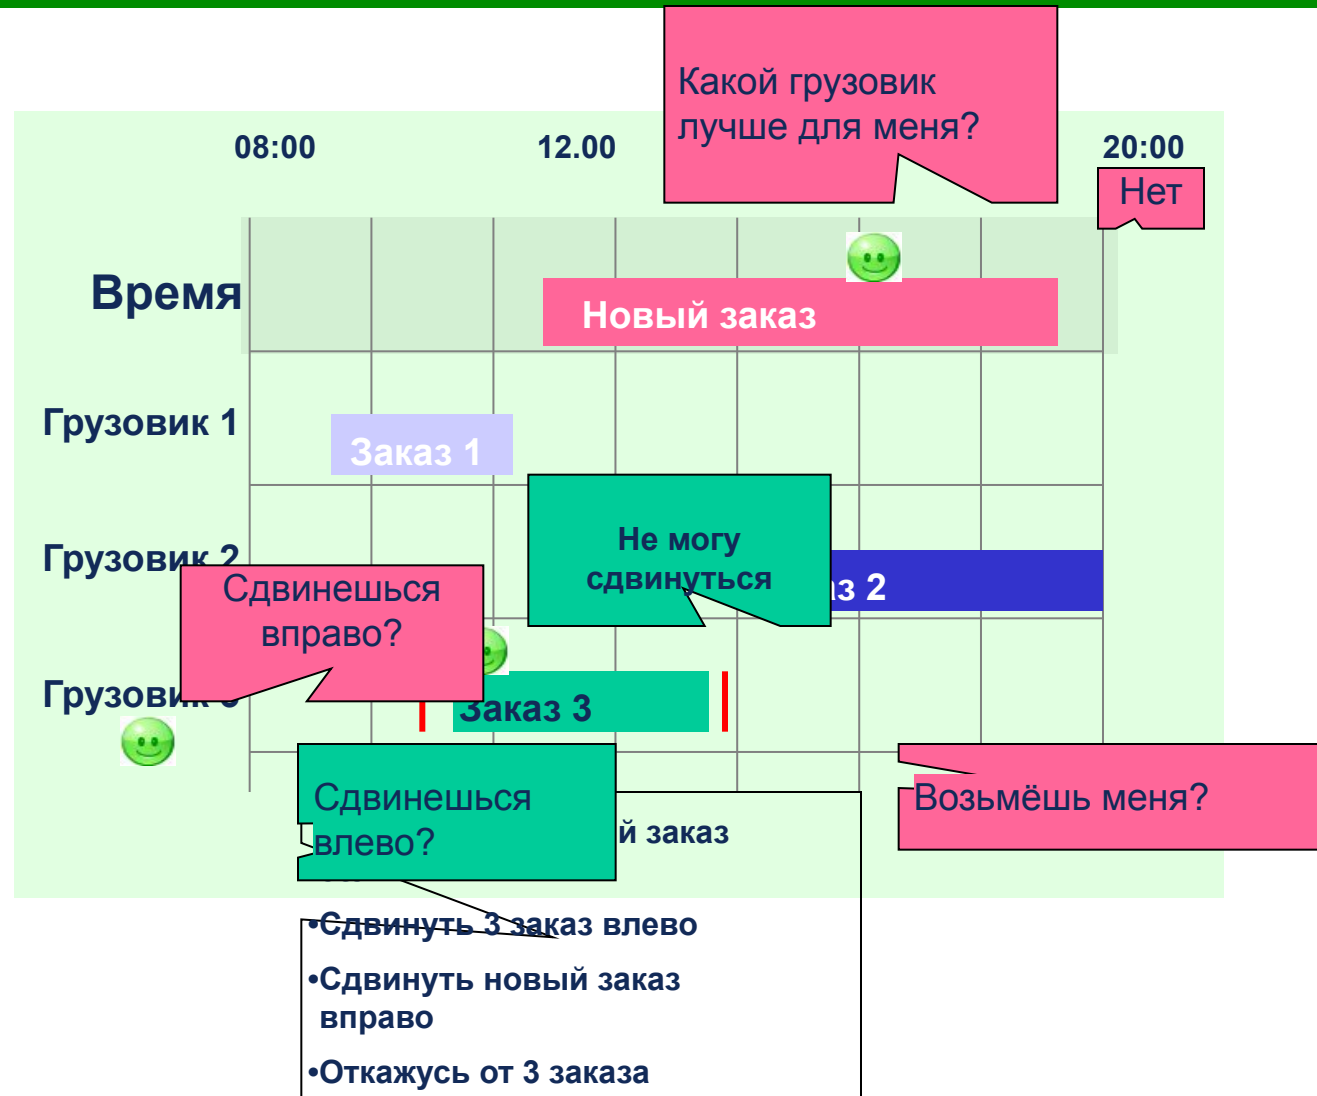 Какой грузовик
лучше для меня?
08:00
12.00
20:00
Нет
Время
Новый заказ
Грузовик 1
Заказ 1
Не могу
сдвинуться
Грузовик 2
з 2
Сдвинешься
вправо?
Заказ 3
Сдвинешься
влево?
Возьмёшь меня?
й заказ
•Сдвинуть 3 заказ влево
•Сдвинуть новый заказ
вправо
•Откажусь от 3 заказа